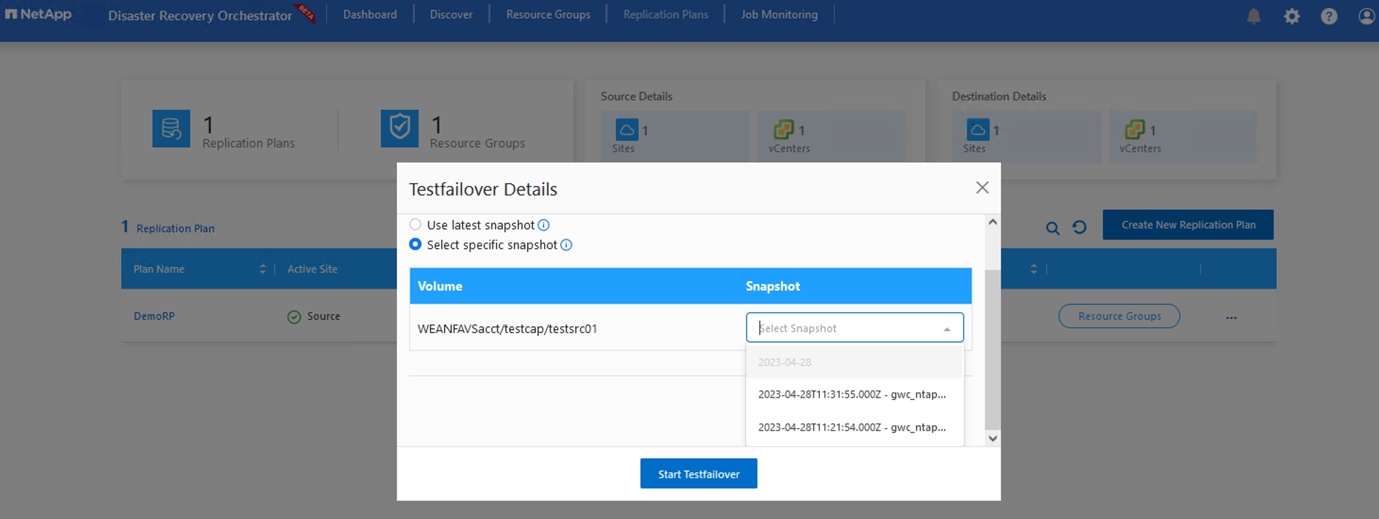 NetApp
Disaster Recovery Orchestrator
BETA
Dashboard
Discover
Resource Groups
Replication Plans
Job Monitoring
1
Replication Plans
1
Resource Groups
Source Details
1
Sites
1
vCenters
Destination Details
1
Sites
1
vCenters
1 Replication Plan
Create New Replication Plan
Plan Name
Active Site
DemoRP
Source
Resource Groups
...
Testfailover Details
Use latest snapshot
Select specific snapshot
Volume
Snapshot
WEANFAVSacct/testcap/testsrc01
Select Snapshot
2023-04-28
2023-04-28T11:31:55.000Z - gwc_ntap...
2023-04-28T11:21:54.000Z - gwc_ntap...
Start Testfailover